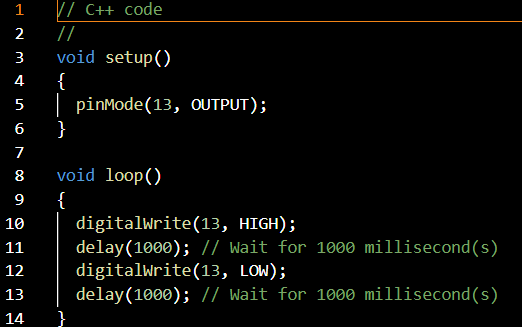 1 // C++ code
2 //
3 void setup()
4 {
5 pinMode(13, OUTPUT);
6 }
7
8 void loop()
9 {
10 digitalWrite(13, HIGH);
11 delay(1000); // Wait for 1000 millisecond(s)
12 digitalWrite(13, LOW);
13 delay(1000); // Wait for 1000 millisecond(s)
14 }